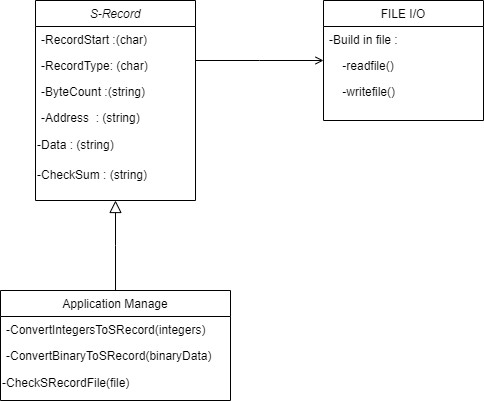 S-Record
-RecordStart :(char)
-RecordType: (char)
-ByteCount :(string)
-Address : (string)
-Data : (string)
-CheckSum : (string)
FILE I/O
-Build in file :
-readfile()
-writefile()
Application Manage
-ConvertIntegersToSRecord(integers)
-ConvertBinaryToSRecord(binaryData)
-CheckSRecordFile(file)